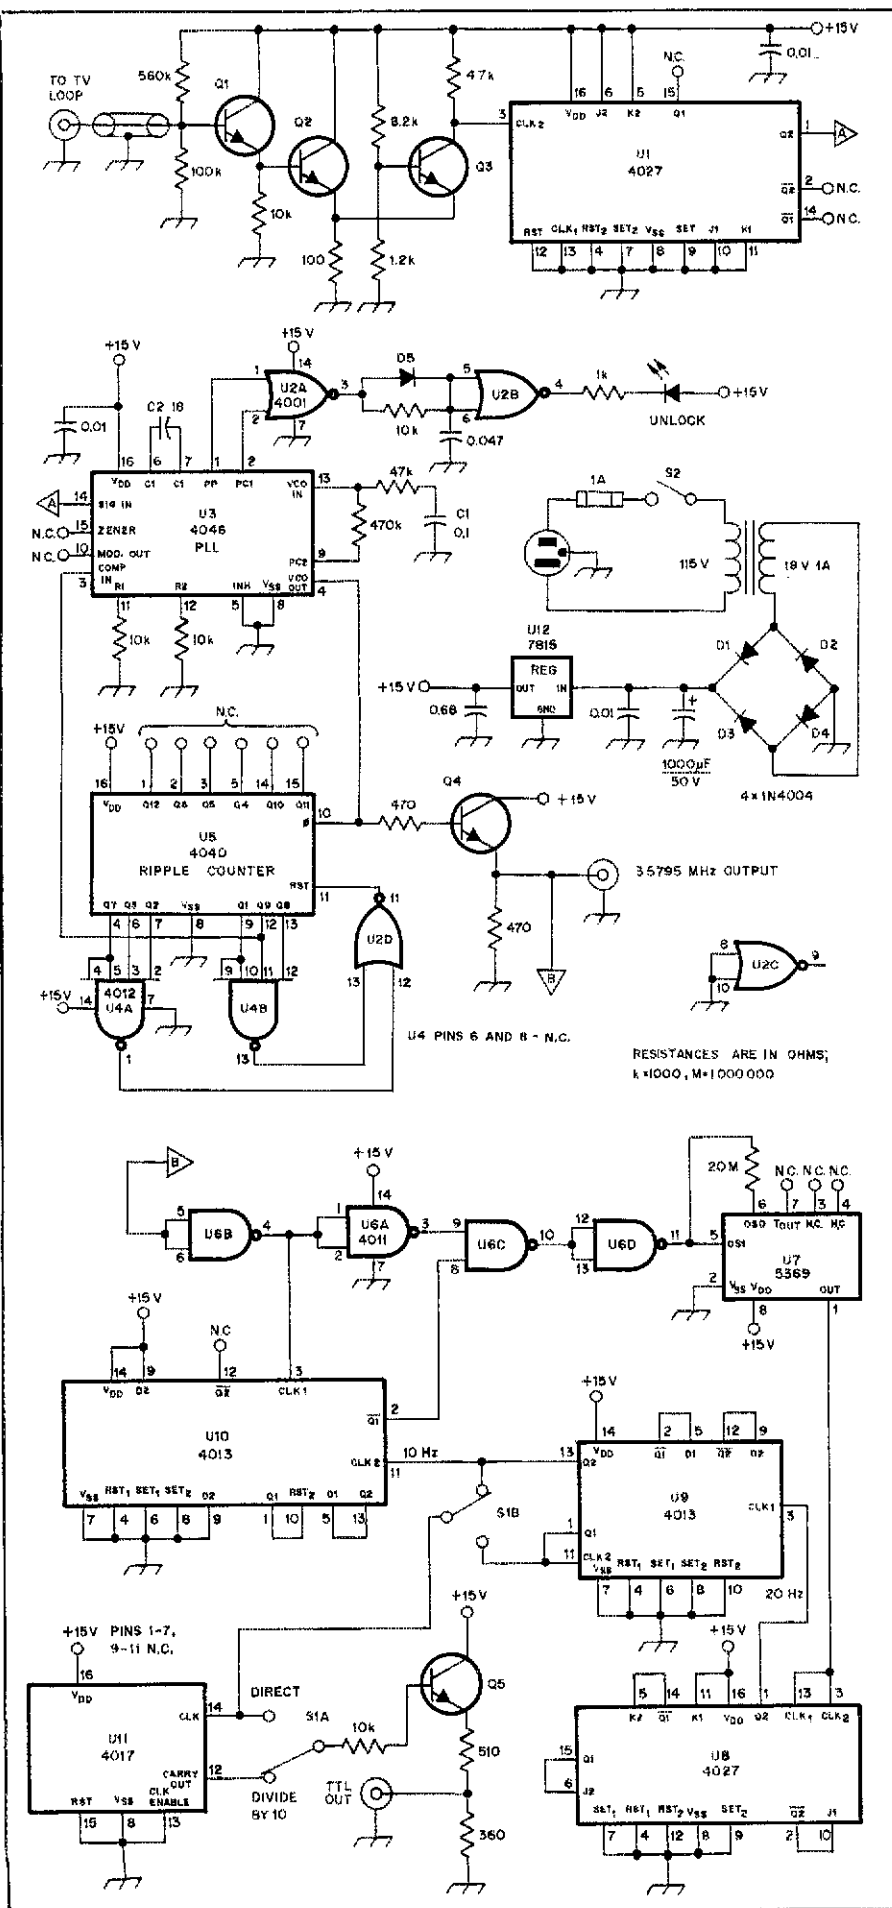 +15V
TO TV
LOOP
560k
Q1
47k
N.C.
0.01
16 6 5 15
VDD J2 K2 Q1
8.2k
Q2
3 CLK2
U1
4027
Q2 1 A
Q3
100k
Q2 2 N.C.
Q1 14 N.C.
10k
RST CLK1 RST2 SET2 VSS SET J1 K1
12 13 4 7 8 9 10 11
100
1.2k
+15V
+15V
14
D5
1 U2A 3
4001
2
7
5 U2B 4
6
1k
+15V
UNLOCK
10k
0.047
0.01
C2 18
16 6 7 1 2
VDD C1 C1 PP PC1
VCO
IN
13
47k
A 14 SIG IN
U3
4046
PLL
C1
0.1
470k
N.C. 15 ZENER
N.C. 10 MOD. OUT
COMP
3 IN
PC2
9
VCO
OUT
4
R1 R2 INH VSS
11 12 5 8
10k
10k
1A
S2
115V
18V 1A
U12
7815
REG
OUT IN
GND
+15V
0.68
0.01
+
1000µF
50V
D1
D2
D3
D4
4x1N4004
N.C.
+15V
16 1 2 3 5 14 15
VDD Q12 Q6 Q5 Q4 Q10 Q11
U5
4040
RIPPLE COUNTER
ø 10
470
Q4
+15V
3.5795 MHz OUTPUT
RST
11
Q7 Q3 Q2 VSS Q1 Q9 Q8
4 6 7 8 9 12 13
11
U2D
13 12
470
B
8 U2C 9
10
4 5 3 2
+15V 14 4012 7
U4A
1
9 10 11 12
U4B
13
U4 PINS 6 AND 8 - N.C.
RESISTANCES ARE IN OHMS;
k=1000, M=1000000
B
+15V
14
5 U6B 4
6
1 U6A 3
4011
2
7
9 U6C 10
8
12 U6D 11
13
20M
N.C. N.C. N.C.
6 7 3 4
OSO TOUT N.C. N.C.
5 OSI
U7
5369
2 VSS VDD OUT
8 1
+15V
+15V
N.C
14 9 12 3
VDD D2 Q2 CLK1
U10
4013
Q1 2
CLK2
11
10 Hz
VSS RST1 SET1 SET2 D2 Q1 RST2 D1 Q2
7 4 6 8 9 1 10 5 13
+15V
14 2 5 12 9
VDD Q1 D1 Q2 D2
13 Q2
U9
4013
CLK1
3
1 Q1
11 CLK2
VSS RST1 SET1 SET2 RST2
7 4 6 8 10
20 Hz
S1B
+15V PINS 1-7,
9-11 N.C.
16
VDD
U11
4017
CLK 14
CARRY
OUT 12
CLK
RST VSS ENABLE
15 8 13
DIRECT
S1A
DIVIDE
BY 10
10k
+15V
Q5
510
TTL
OUT
360
+15V
5 14 11 16 1 13 3
K2 Q1 K1 VDD Q2 CLK1 CLK2
15 Q1
6 J2
U8
4027
SET1 RST1 RST2 VSS SET2 Q2 J1
7 4 12 8 9 2 10